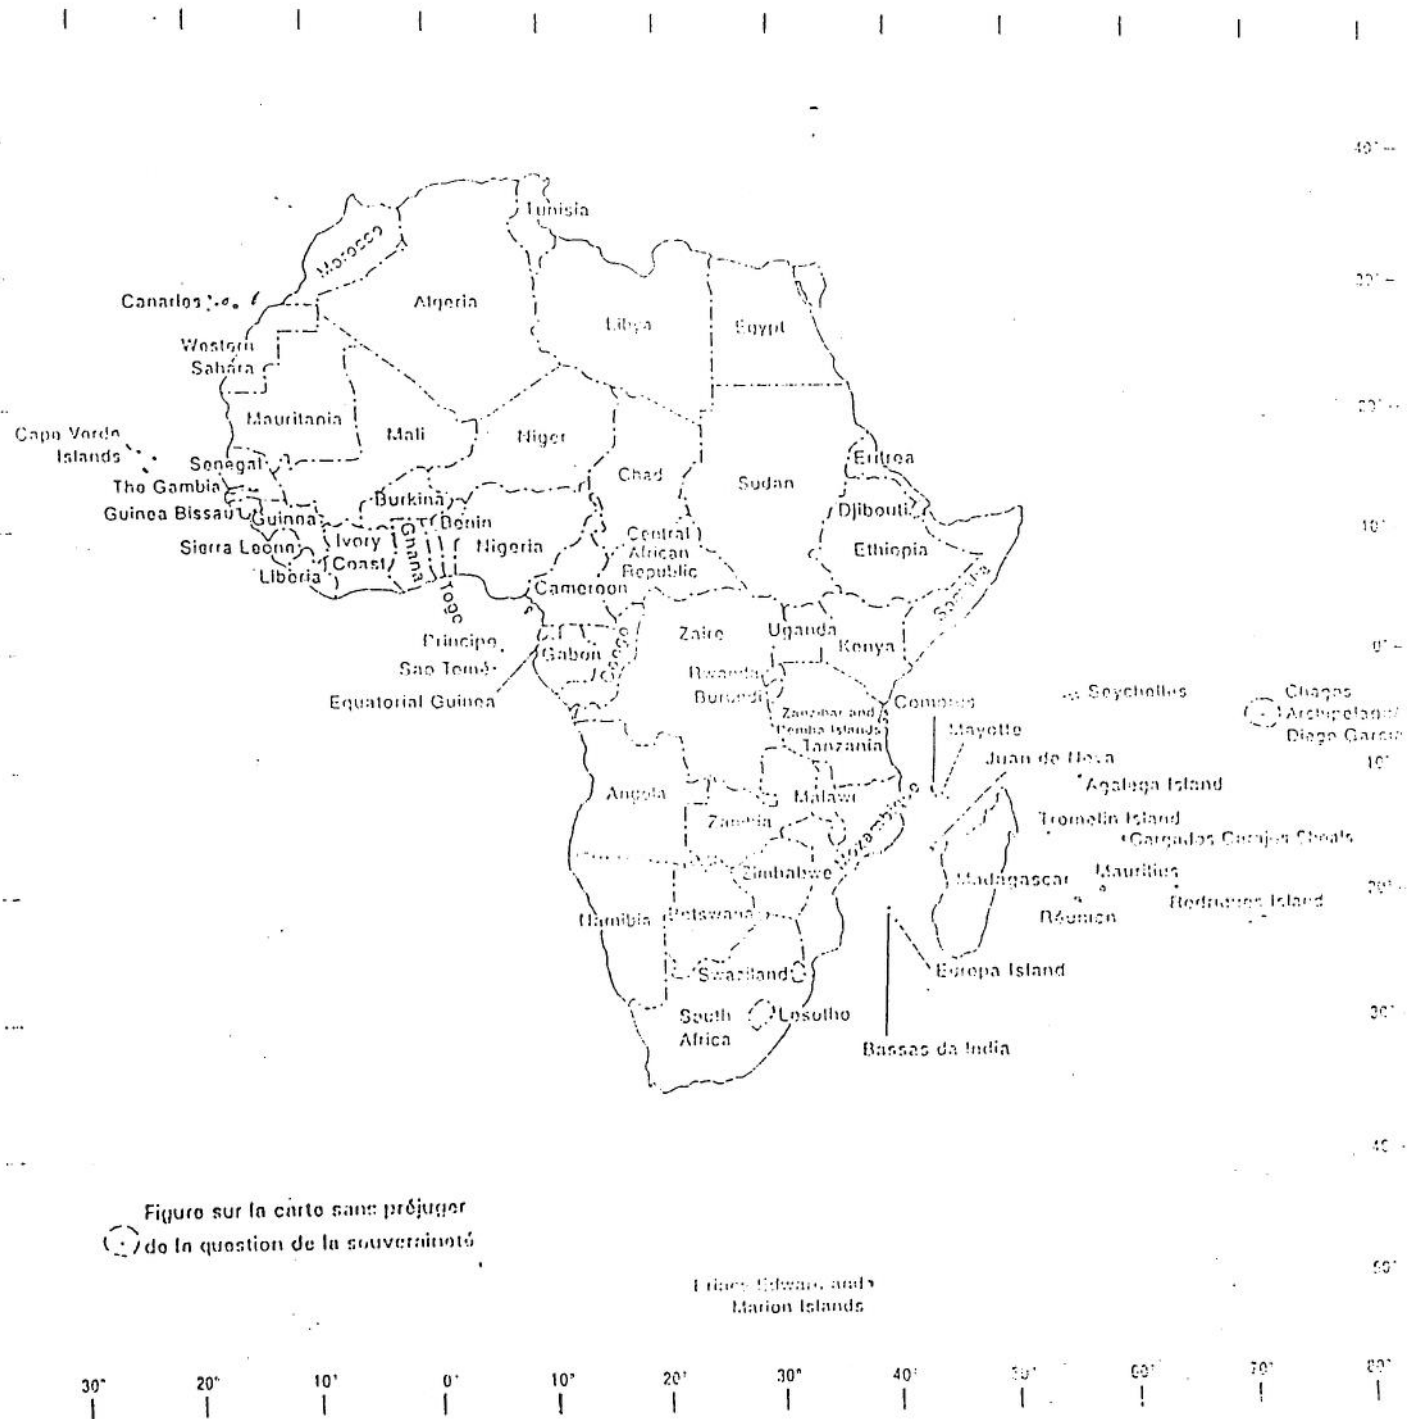 40°
Tunisia
Morocco
30°
Canaries
Algeria
Libya
Egypt
Western
Sahara
20°
Mauritania
Cape Verde
Islands
Mali
Niger
Chad
Sudan
Eritrea
Senegal
The Gambia
Burkina
Guinea Bissau
Guinea
Benin
Djibouti
10°
Sierra Leone
Ivory
Coast
Ghana
Nigeria
Central
African
Republic
Ethiopia
Liberia
Togo
Cameroon
Somalia
Principe
Sao Tomé
Gabon
Congo
Zaire
Uganda
Kenya
0°
Equatorial Guinea
Rwanda
Burundi
Zanzibar and
Pemba Islands
Tanzania
Comoros
Seychelles
Chagos
Archipelago/
Diego Garcia
Mayotte
Juan de Nova
10°
Agalega Island
Angola
Malawi
Zambia
Mozambique
Tromelin Island
Cargados Carajos Shoals
Zimbabwe
Madagascar
Mauritius
20°
Rodrigues Island
Réunion
Namibia
Botswana
Swaziland
Europa Island
South
Africa
Lesotho
30°
Bassas da India
40
Figure sur la carte sans préjuger
de la question de la souveraineté
50°
Prince Edward and
Marion Islands
30° 20° 10° 0° 10° 20° 30° 40° 50° 60° 70° 80°